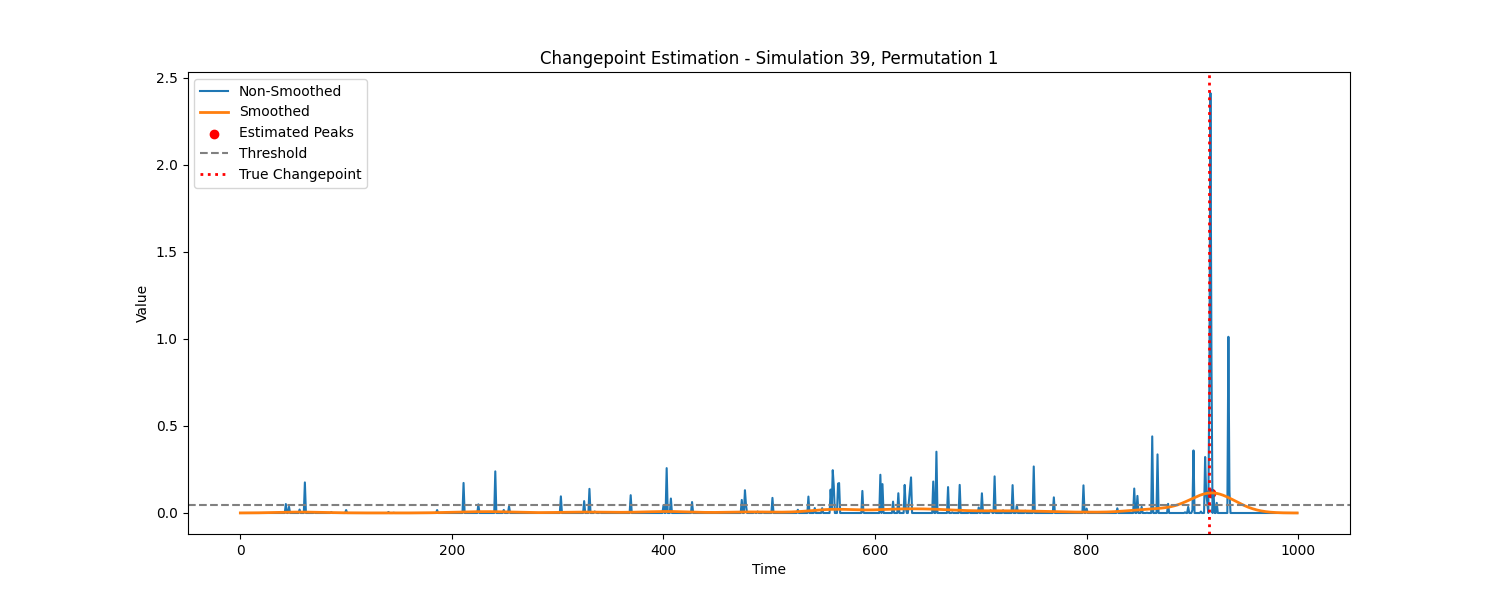 Changepoint Estimation - Simulation 39, Permutation 1
2.5
2.0
1.5
1.0
0.5
0.0
Value
Non-Smoothed
Smoothed
Estimated Peaks
Threshold
True Changepoint
0 200 400 600 800 1000
Time